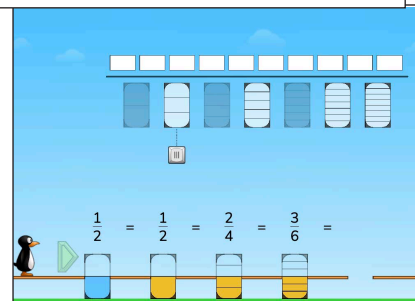 1/2 = 1/2 = 2/4 = 3/6 =